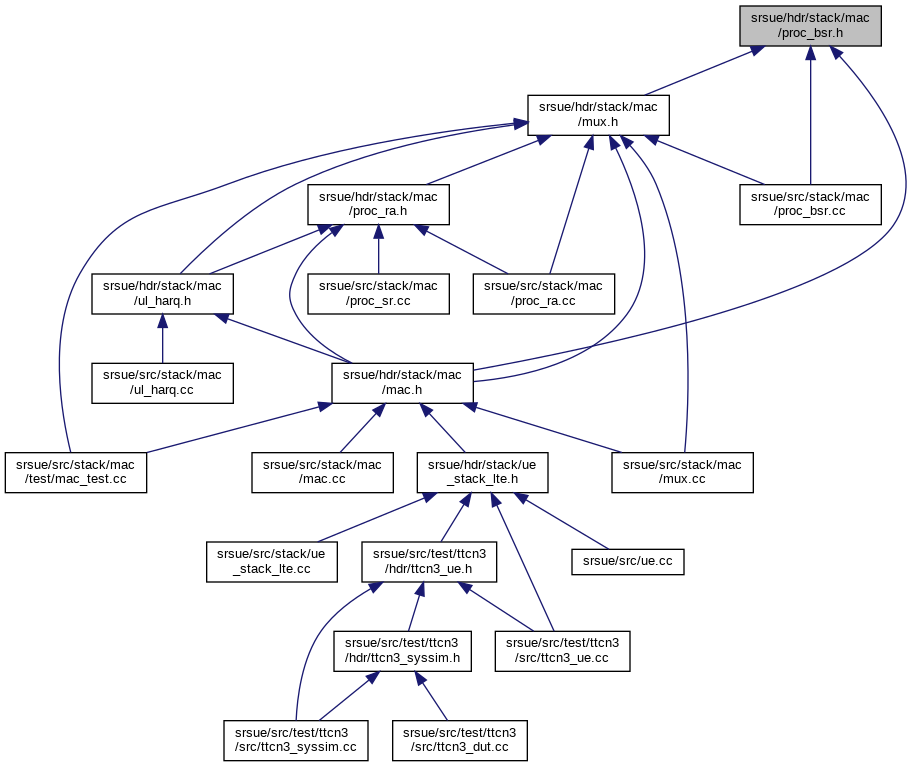 srsue/hdr/stack/mac
/proc_bsr.h
srsue/hdr/stack/mac
/mux.h
srsue/hdr/stack/mac
/proc_ra.h
srsue/src/stack/mac
/proc_bsr.cc
srsue/hdr/stack/mac
/ul_harq.h
srsue/src/stack/mac
/proc_sr.cc
srsue/src/stack/mac
/proc_ra.cc
srsue/src/stack/mac
/ul_harq.cc
srsue/hdr/stack/mac
/mac.h
srsue/src/stack/mac
/test/mac_test.cc
srsue/src/stack/mac
/mac.cc
srsue/hdr/stack/ue
_stack_lte.h
srsue/src/stack/mac
/mux.cc
srsue/src/stack/ue
_stack_lte.cc
srsue/src/test/ttcn3
/hdr/ttcn3_ue.h
srsue/src/ue.cc
srsue/src/test/ttcn3
/hdr/ttcn3_syssim.h
srsue/src/test/ttcn3
/src/ttcn3_ue.cc
srsue/src/test/ttcn3
/src/ttcn3_syssim.cc
srsue/src/test/ttcn3
/src/ttcn3_dut.cc